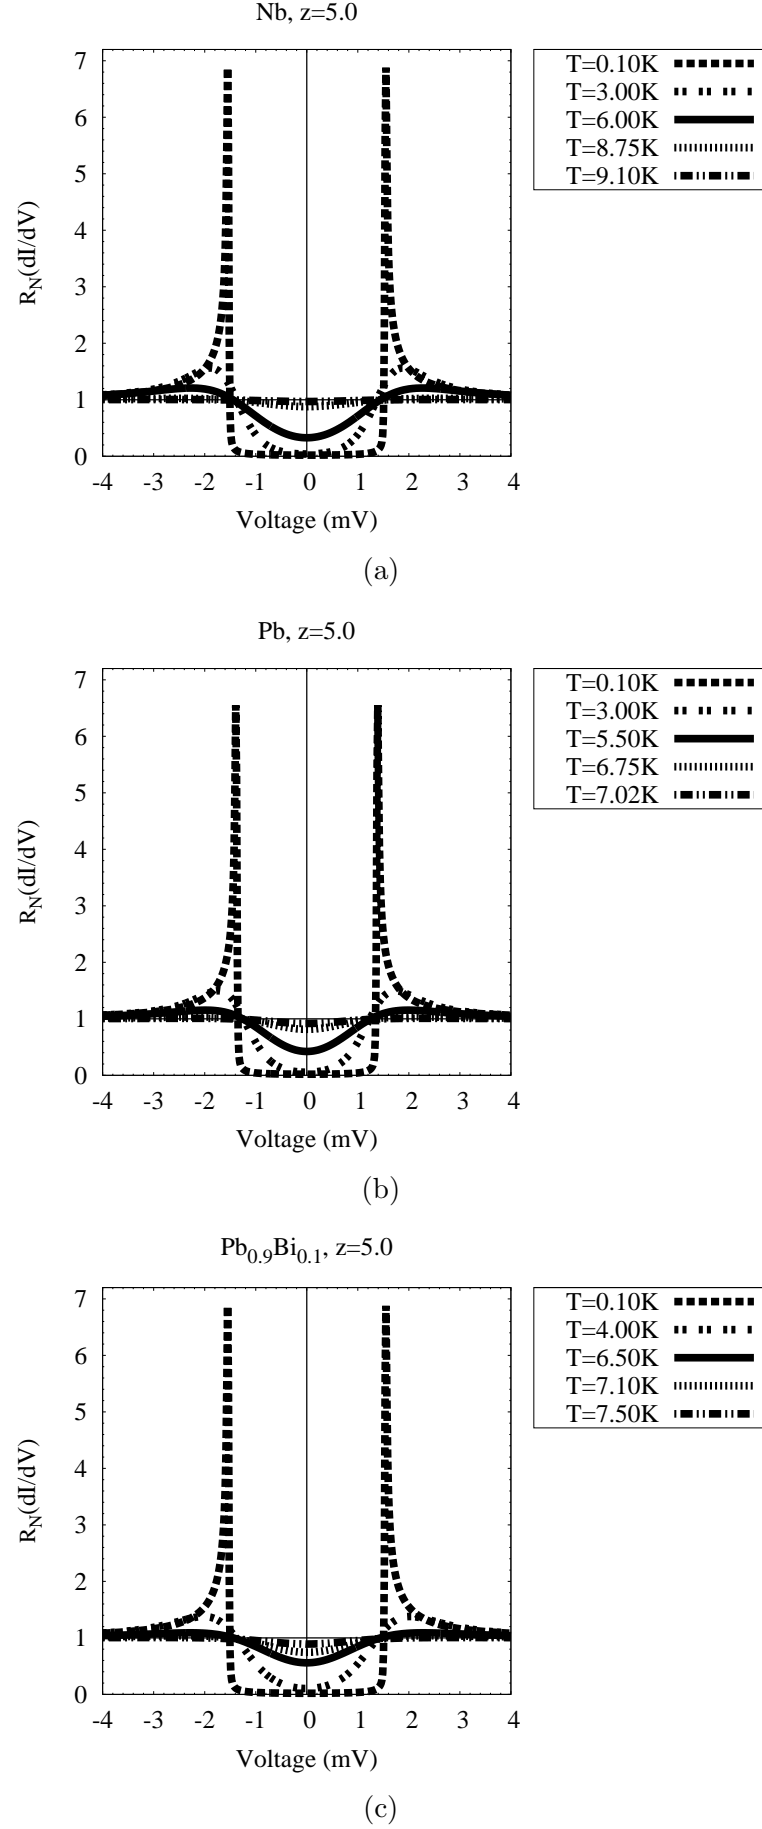 Nb, z=5.0
7
6
5
4
3
2
1
0
R_N(dI/dV)
-4 -3 -2 -1 0 1 2 3 4
Voltage (mV)
T=0.10K
T=3.00K
T=6.00K
T=8.75K
T=9.10K
(a)
Pb, z=5.0
7
6
5
4
3
2
1
0
R_N(dI/dV)
-4 -3 -2 -1 0 1 2 3 4
Voltage (mV)
T=0.10K
T=3.00K
T=5.50K
T=6.75K
T=7.02K
(b)
Pb_0.9Bi_0.1, z=5.0
7
6
5
4
3
2
1
0
R_N(dI/dV)
-4 -3 -2 -1 0 1 2 3 4
Voltage (mV)
T=0.10K
T=4.00K
T=6.50K
T=7.10K
T=7.50K
(c)